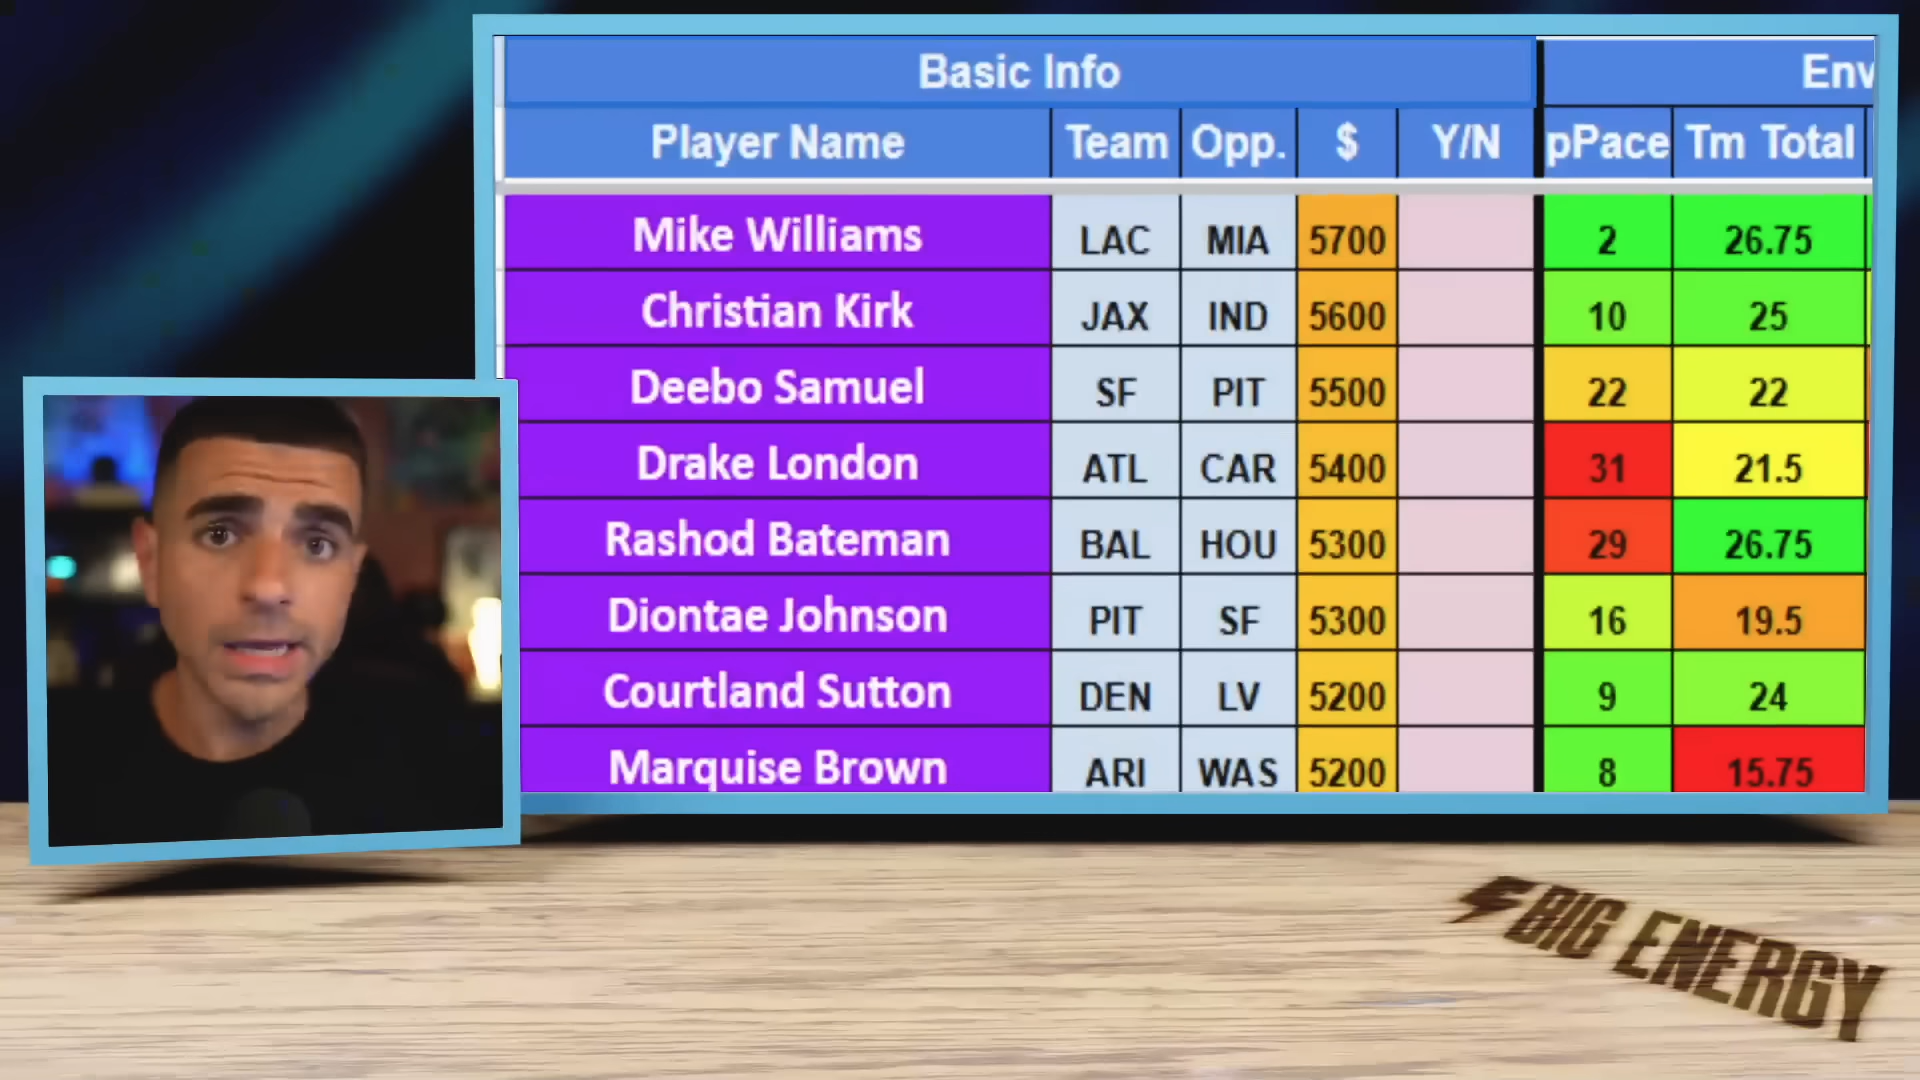 Basic Info Env
Player Name Team Opp. $ Y/N pPace Tm Total
Mike Williams LAC MIA 5700 2 26.75
Christian Kirk JAX IND 5600 10 25
Deebo Samuel SF PIT 5500 22 22
Drake London ATL CAR 5400 31 21.5
Rashod Bateman BAL HOU 5300 29 26.75
Diontae Johnson PIT SF 5300 16 19.5
Courtland Sutton DEN LV 5200 9 24
Marquise Brown ARI WAS 5200 8 15.75
BIG ENERGY